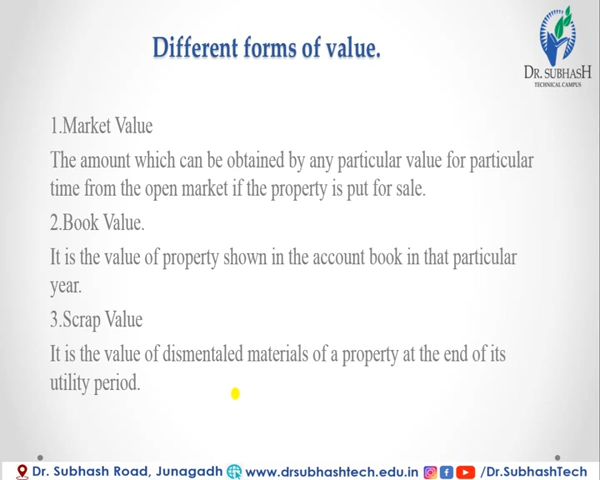 Different forms of value.
DR. SUBHASH
TECHNICAL CAMPUS
1.Market Value
The amount which can be obtained by any particular value for particular
time from the open market if the property is put for sale.
2.Book Value.
It is the value of property shown in the account book in that particular
year.
3.Scrap Value
It is the value of dismentaled materials of a property at the end of its
utility period.
Dr. Subhash Road, Junagadh www.drsubhashtech.edu.in /Dr.SubhashTech